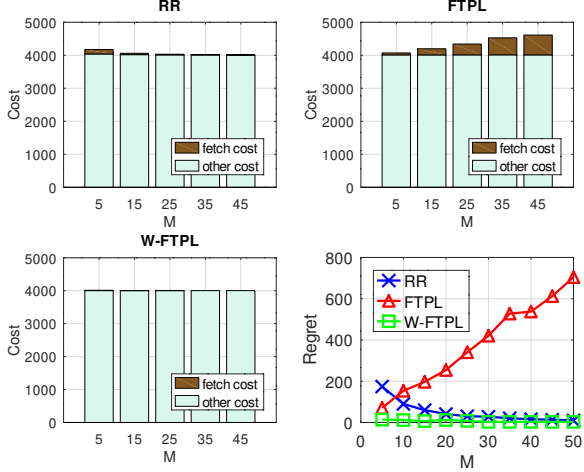 RR
5000
4000
3000
2000
1000
0
Cost
fetch cost
other cost
5 15 25 35 45
M
FTPL
5000
4000
3000
2000
1000
0
Cost
fetch cost
other cost
5 15 25 35 45
M
W-FTPL
5000
4000
3000
2000
1000
0
Cost
fetch cost
other cost
5 15 25 35 45
M
800
600
400
200
0
Regret
RR
FTPL
W-FTPL
0 10 20 30 40 50
M